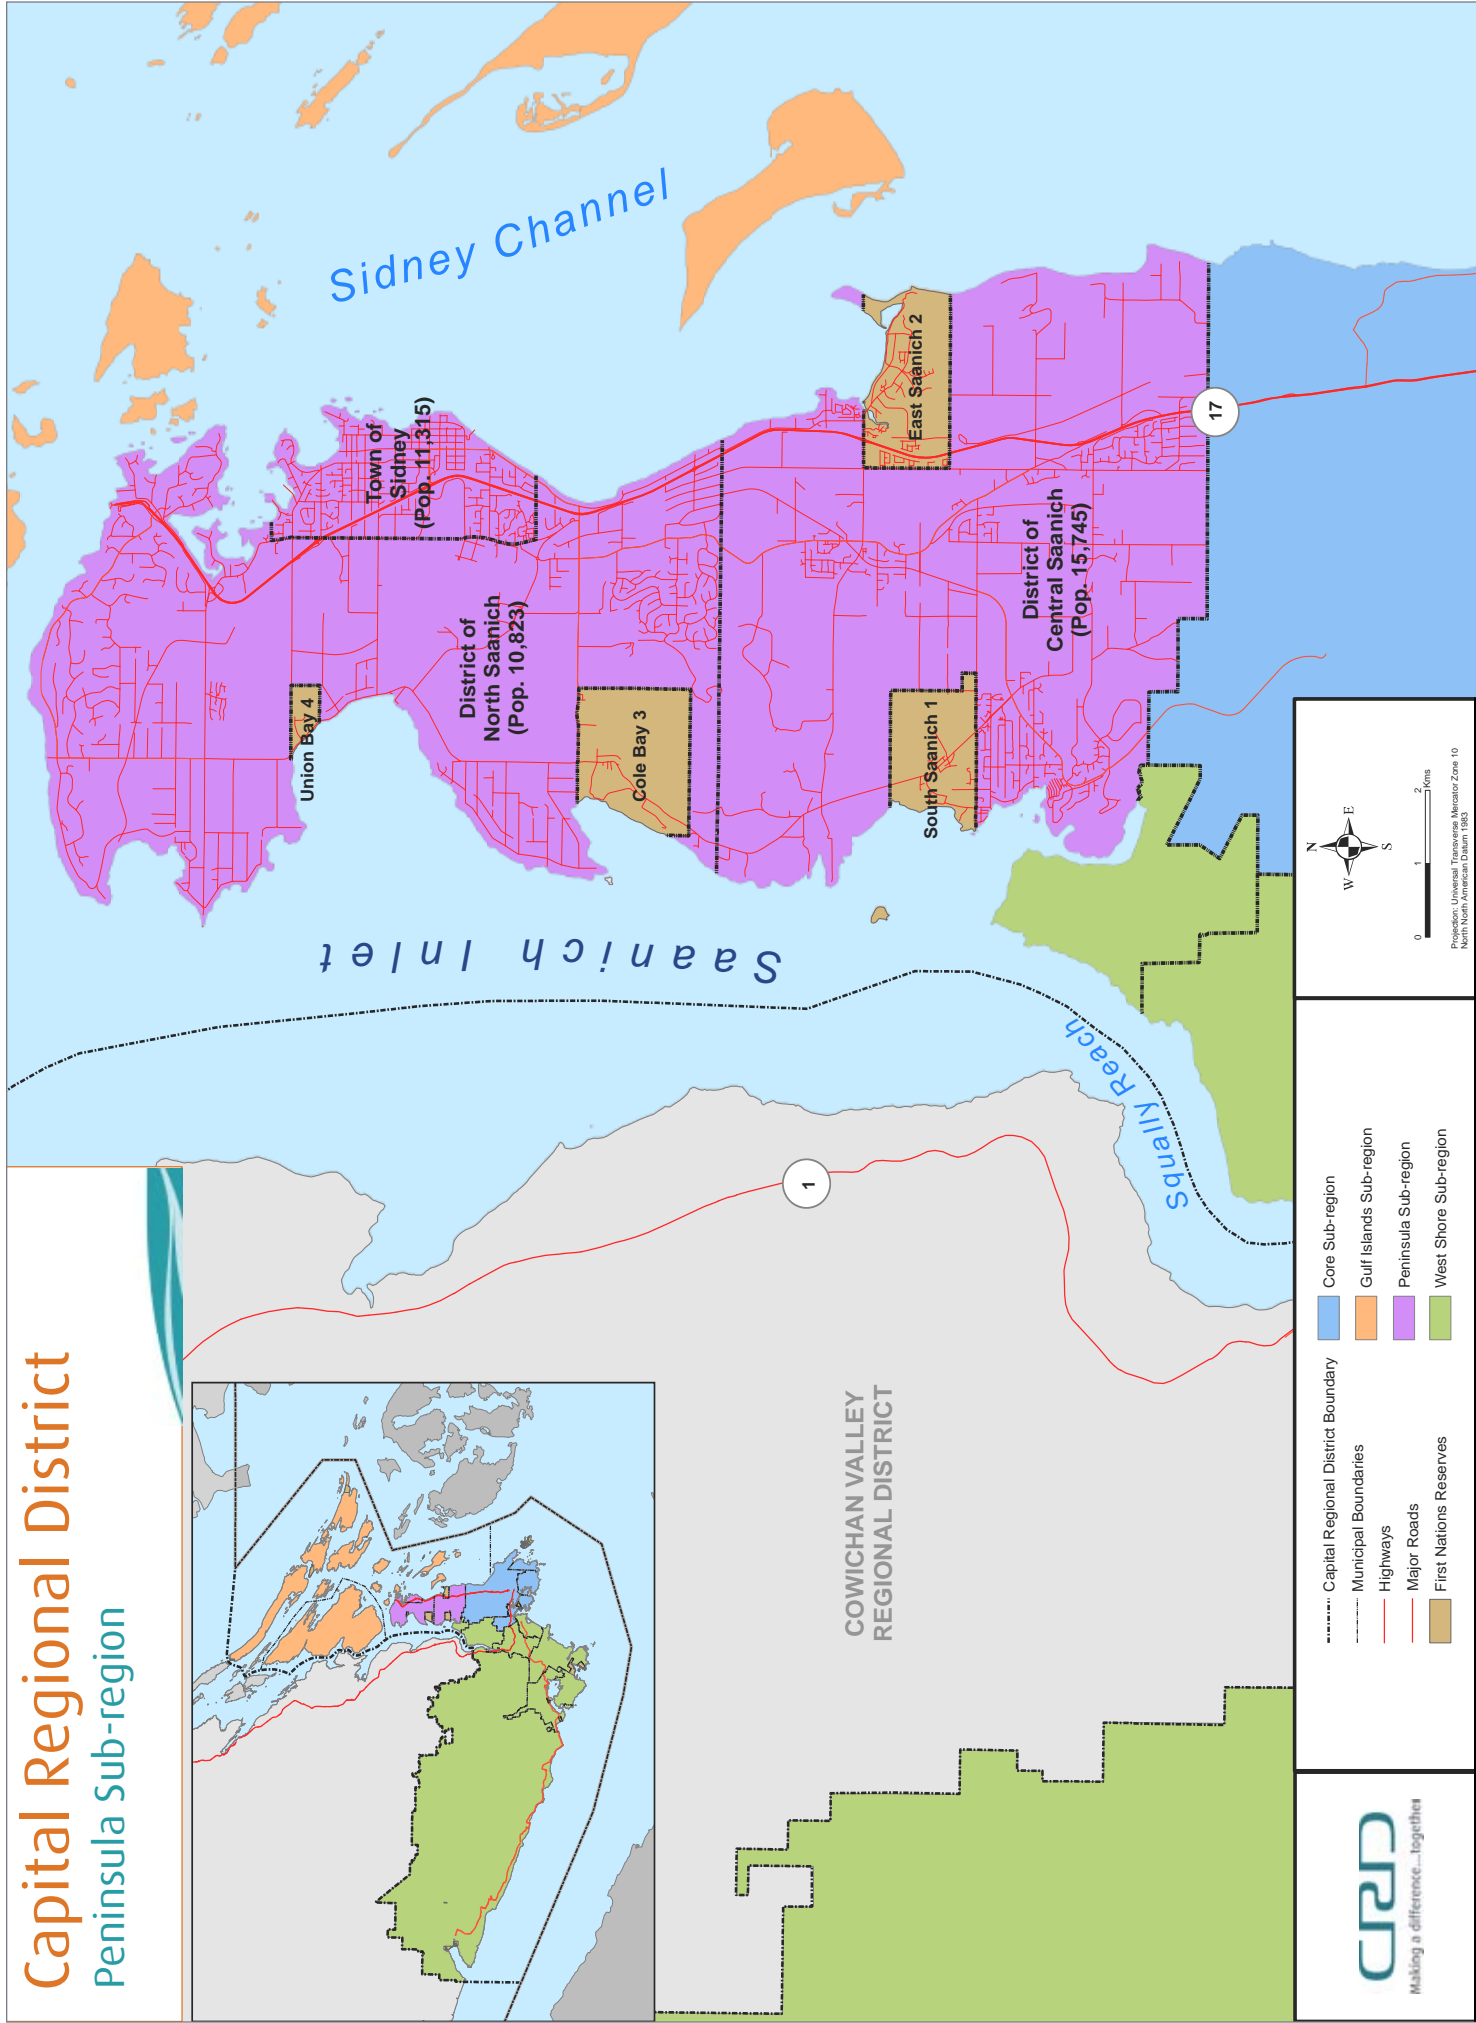 Capital Regional District
Peninsula Sub-region
Sidney Channel
Town of
Sidney
(Pop. 11,315)
Union Bay 4
District of
North Saanich
(Pop. 10,823)
Cole Bay 3
East Saanich 2
South Saanich 1
District of
Central Saanich
(Pop. 15,745)
17
Saanich Inlet
Squally Reach
1
COWICHAN VALLEY
REGIONAL DISTRICT
CRD
Making a difference...together
Capital Regional District Boundary
Municipal Boundaries
Highways
Major Roads
First Nations Reserves
Core Sub-region
Gulf Islands Sub-region
Peninsula Sub-region
West Shore Sub-region
N
W E
S
0 1 2 Kms
Projection: Universal Transverse Mercator Zone 10
North North American Datum 1983